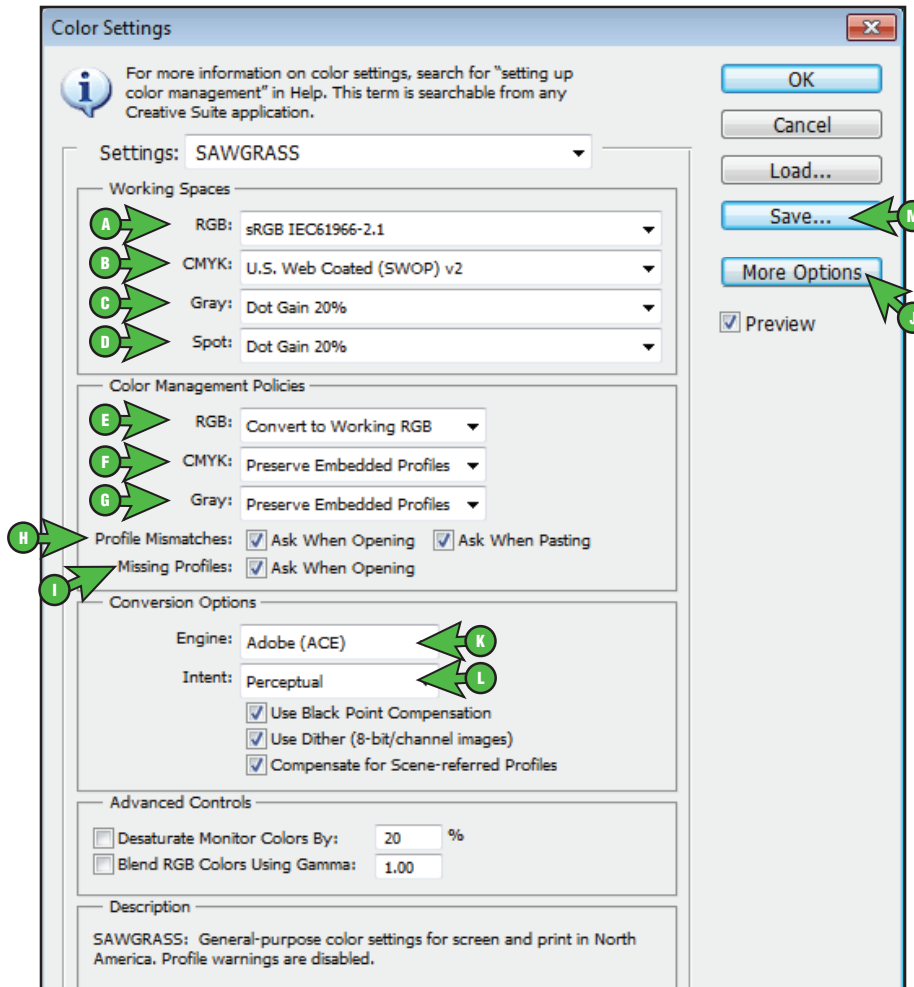 Color Settings
For more information on color settings, search for "setting up
color management" in Help. This term is searchable from any
Creative Suite application.
OK
Cancel
Load...
Save...
M
More Options
J
Preview
Settings: SAWGRASS
Working Spaces
A RGB: sRGB IEC61966-2.1
B CMYK: U.S. Web Coated (SWOP) v2
C Gray: Dot Gain 20%
D Spot: Dot Gain 20%
Color Management Policies
E RGB: Convert to Working RGB
F CMYK: Preserve Embedded Profiles
G Gray: Preserve Embedded Profiles
H Profile Mismatches: Ask When Opening Ask When Pasting
I Missing Profiles: Ask When Opening
Conversion Options
Engine: Adobe (ACE) K
Intent: Perceptual L
Use Black Point Compensation
Use Dither (8-bit/channel images)
Compensate for Scene-referred Profiles
Advanced Controls
Desaturate Monitor Colors By: 20 %
Blend RGB Colors Using Gamma: 1.00
Description
SAWGRASS: General-purpose color settings for screen and print in North
America. Profile warnings are disabled.